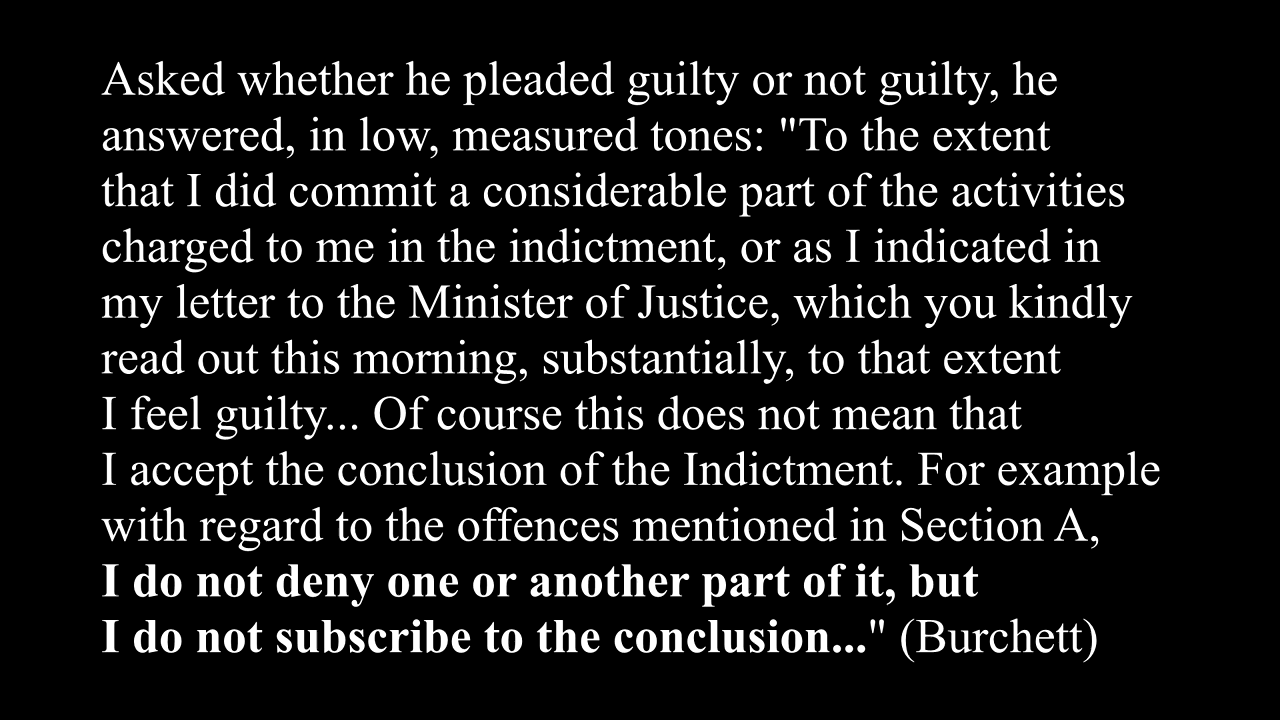 Asked whether he pleaded guilty or not guilty, he
answered, in low, measured tones: "To the extent
that I did commit a considerable part of the activities
charged to me in the indictment, or as I indicated in
my letter to the Minister of Justice, which you kindly
read out this morning, substantially, to that extent
I feel guilty... Of course this does not mean that
I accept the conclusion of the Indictment. For example
with regard to the offences mentioned in Section A,
I do not deny one or another part of it, but
I do not subscribe to the conclusion..." (Burchett)